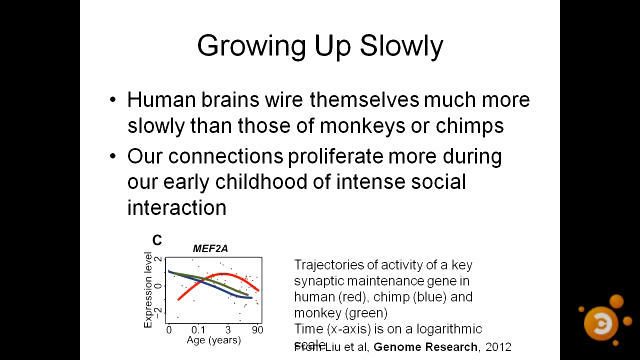 Growing Up Slowly
• Human brains wire themselves much more
slowly than those of monkeys or chimps
• Our connections proliferate more during
our early childhood of intense social
interaction
C
MEF2A
Expression level
2
0
-2
0 0.1 3 90
Age (years)
Trajectories of activity of a key
synaptic maintenance gene in
human (red), chimp (blue) and
monkey (green)
Time (x-axis) is on a logarithmic
scale
From Liu et al, Genome Research, 2012